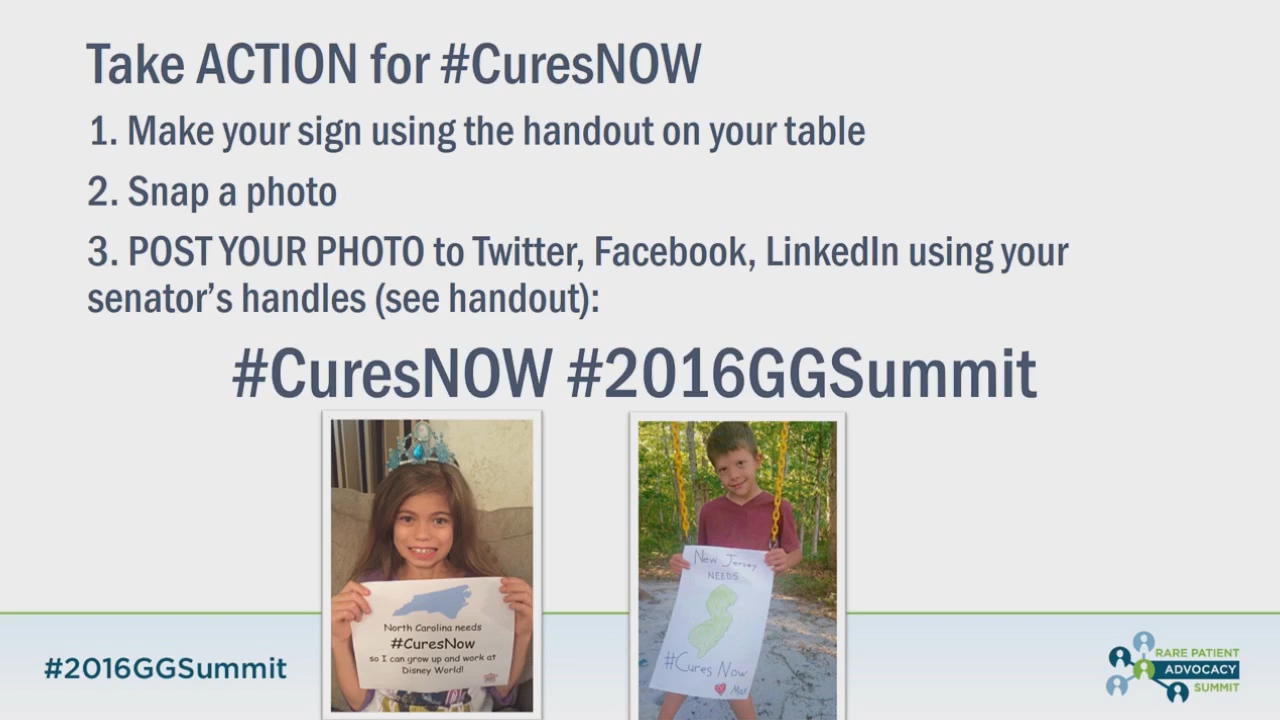 Take ACTION for #CuresNOW
1. Make your sign using the handout on your table
2. Snap a photo
3. POST YOUR PHOTO to Twitter, Facebook, LinkedIn using your
senator's handles (see handout):
#CuresNOW #2016GGSummit
North Carolina needs
#CuresNow
so I can grow up and work at
Disney World!
New Jersey
NEEDS
#Cures Now
Max
#2016GGSummit
RARE PATIENT
ADVOCACY
SUMMIT